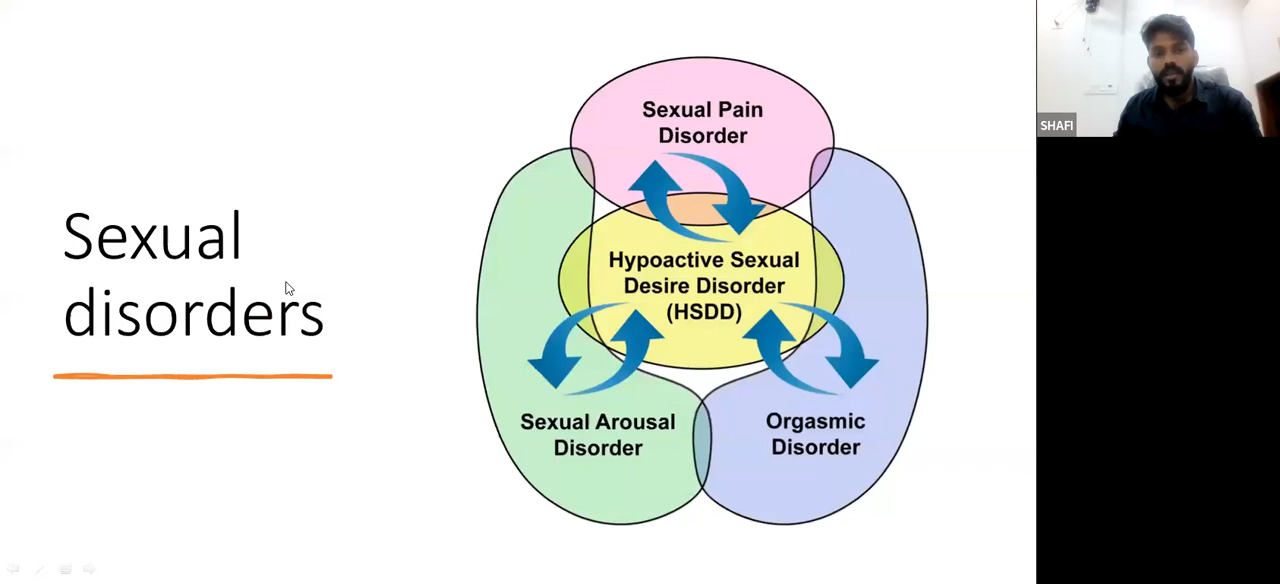 Sexual
disorders
Sexual Pain
Disorder
Hypoactive Sexual
Desire Disorder
(HSDD)
Sexual Arousal
Disorder
Orgasmic
Disorder
SHAFI